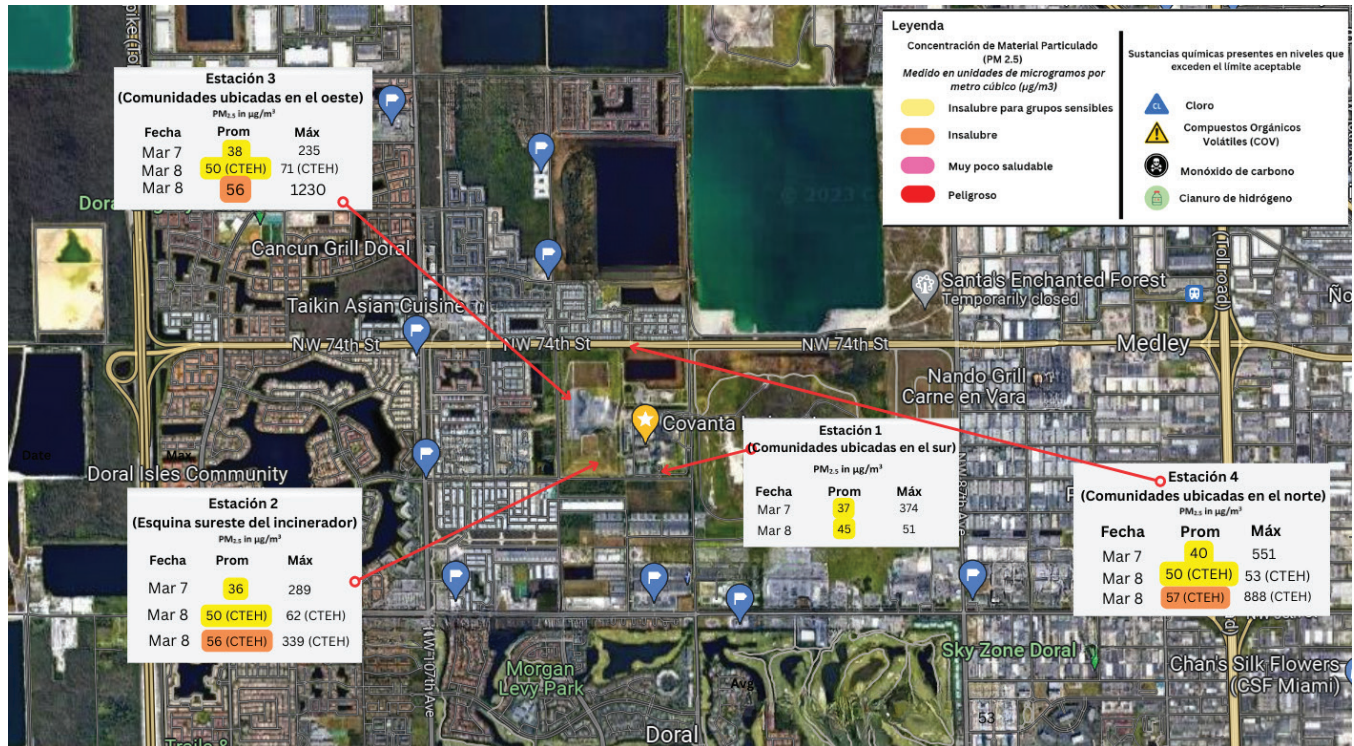 Leyenda
Concentración de Material Particulado
(PM 2.5)
Medido en unidades de microgramos por
metro cúbico (µg/m3)
Insalubre para grupos sensibles
Insalubre
Muy poco saludable
Peligroso
Sustancias químicas presentes en niveles que
exceden el límite aceptable
CL
Cloro
Compuestos Orgánicos
Volátiles (COV)
Monóxido de carbono
Cianuro de hidrógeno
Estación 3
(Comunidades ubicadas en el oeste)
PM2.5 in µg/m³
Fecha Prom Máx
Mar 7 38 235
Mar 8 50 (CTEH) 71 (CTEH)
Mar 8 56 1230
© 2023
Cancun Grill Doral
Taikin Asian Cuisine
Santa's Enchanted Forest
Temporarily closed
NW 74th St
NW 74th St
NW 74th St
Medley
Nando Grill
Carne en Vara
Covanta
Date
Max
Doral Isles Community
Estación 1
(Comunidades ubicadas en el sur)
PM2.5 in µg/m³
Fecha Prom Máx
Mar 7 37 374
Mar 8 45 51
Estación 4
(Comunidades ubicadas en el norte)
PM2.5 in µg/m³
Fecha Prom Máx
Mar 7 40 551
Mar 8 50 (CTEH) 53 (CTEH)
Mar 8 57 (CTEH) 888 (CTEH)
Estación 2
(Esquina sureste del incinerador)
PM2.5 in µg/m³
Fecha Prom Máx
Mar 7 36 289
Mar 8 50 (CTEH) 62 (CTEH)
Mar 8 56 (CTEH) 339 (CTEH)
NW 107th Ave
Morgan
Levy Park
Avg
Sky Zone Doral
Chan's Silk Flowers
(CSF Miami)
53
Doral